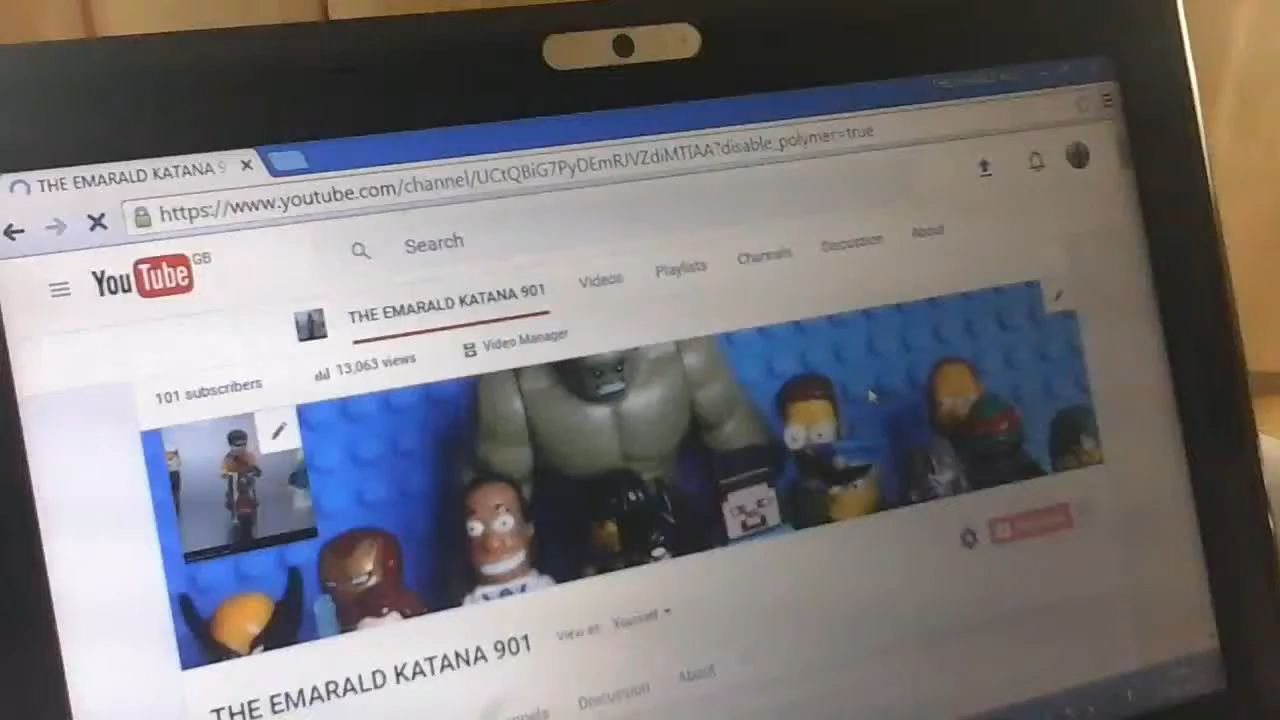 THE EMARALD KATANA 9
https://www.youtube.com/channel/UCtQBiG7PyDEmRJVZdiMTIAA?disable_polymer=true
YouTube GB
Search
THE EMARALD KATANA 901 Videos Playlists Channels Discussion About
101 subscribers 13,063 views Video Manager
THE EMARALD KATANA 901 View as: Yourself
Discussion About